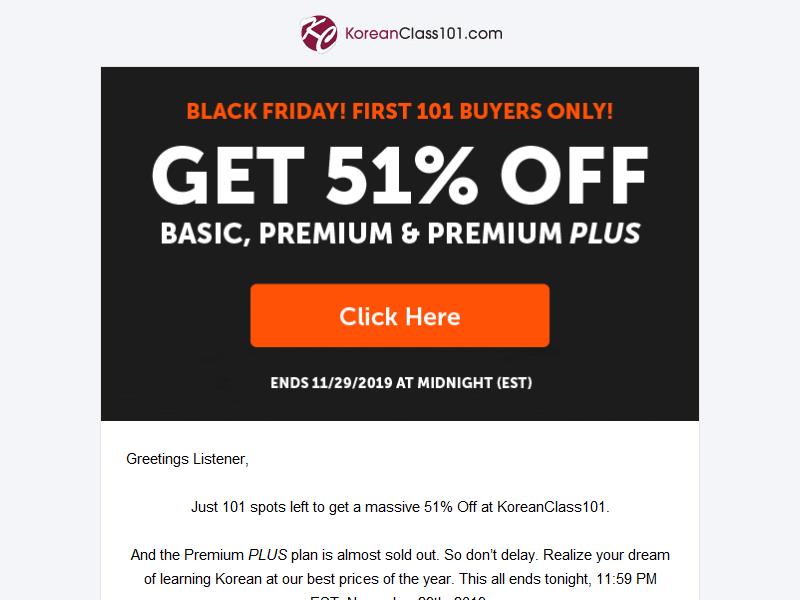 KoreanClass101.com
BLACK FRIDAY! FIRST 101 BUYERS ONLY!
GET 51% OFF
BASIC, PREMIUM & PREMIUM PLUS
Click Here
ENDS 11/29/2019 AT MIDNIGHT (EST)
Greetings Listener,
Just 101 spots left to get a massive 51% Off at KoreanClass101.
And the Premium PLUS plan is almost sold out. So don't delay. Realize your dream
of learning Korean at our best prices of the year. This all ends tonight, 11:59 PM